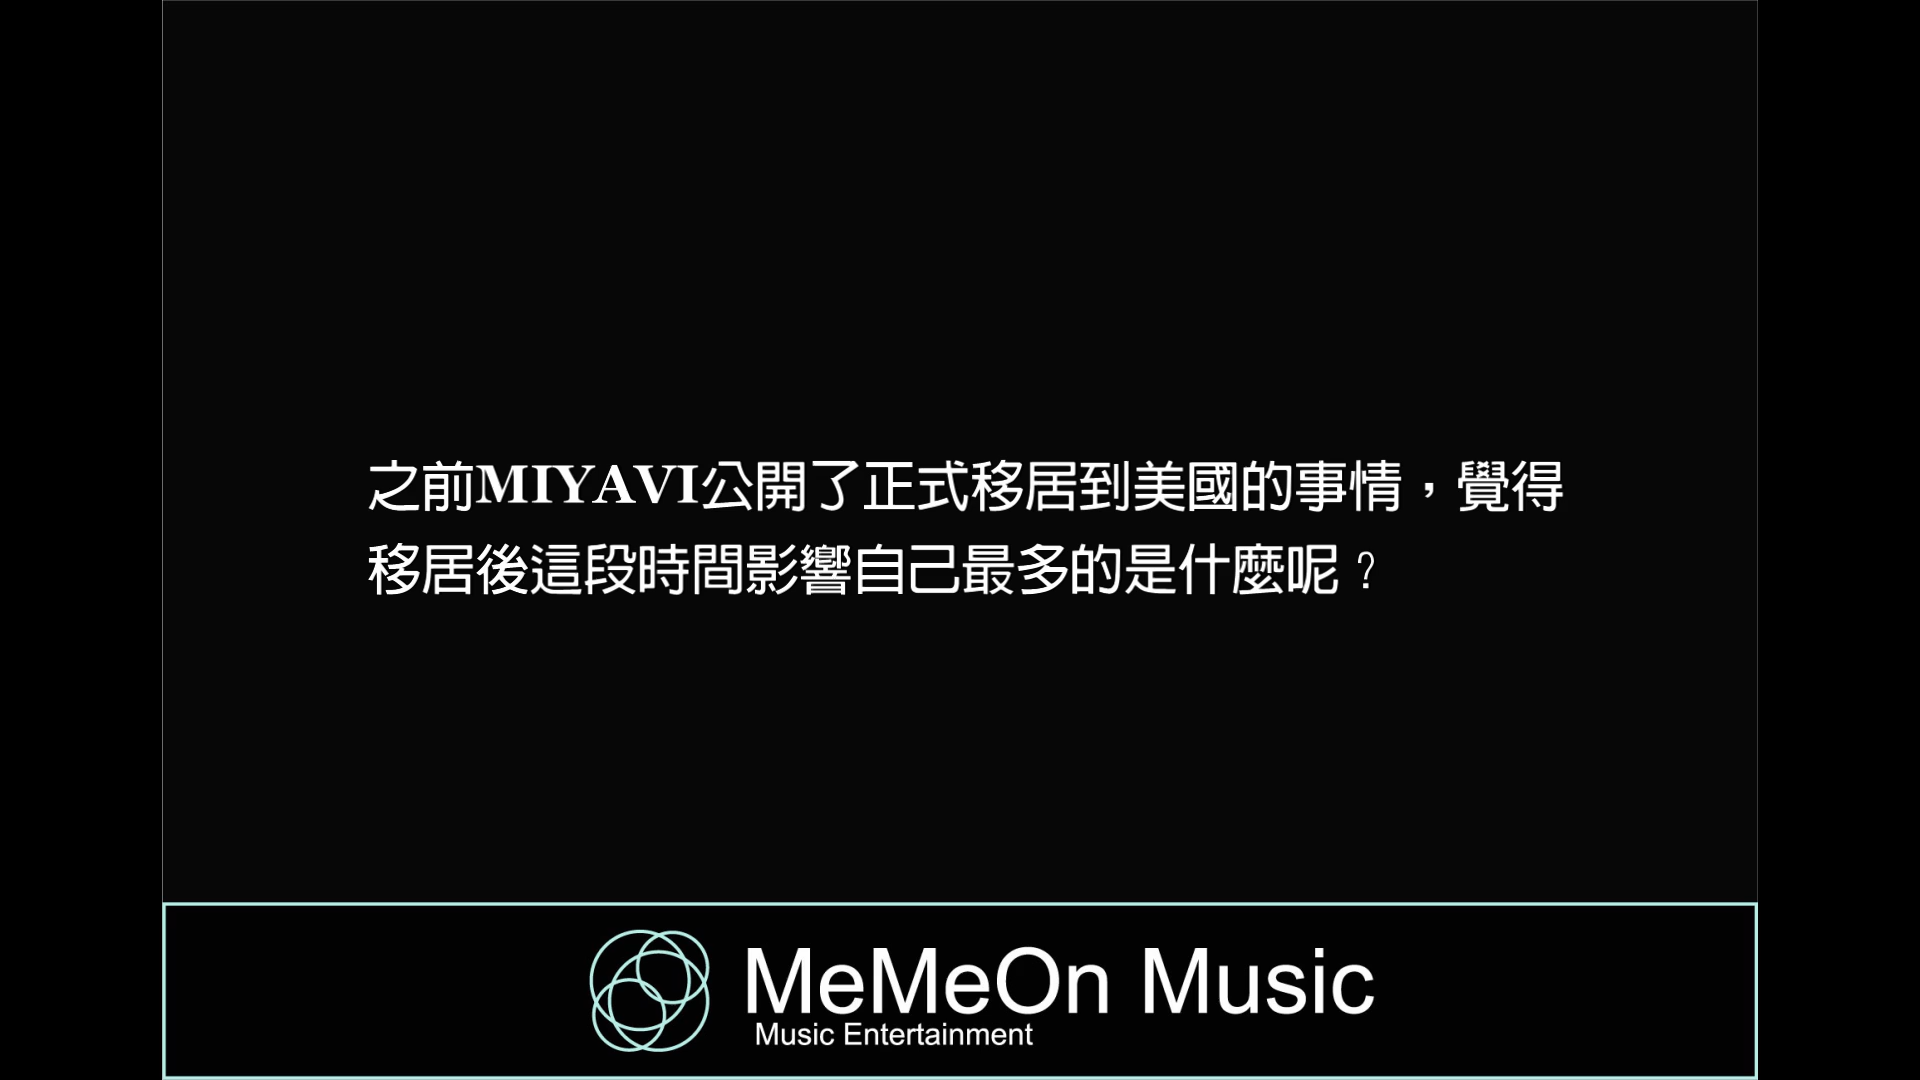 之前MIYAVI公開了正式移居到美國的事情，覺得
移居後這段時間影響自己最多的是什麼呢？
MeMeOn Music
Music Entertainment